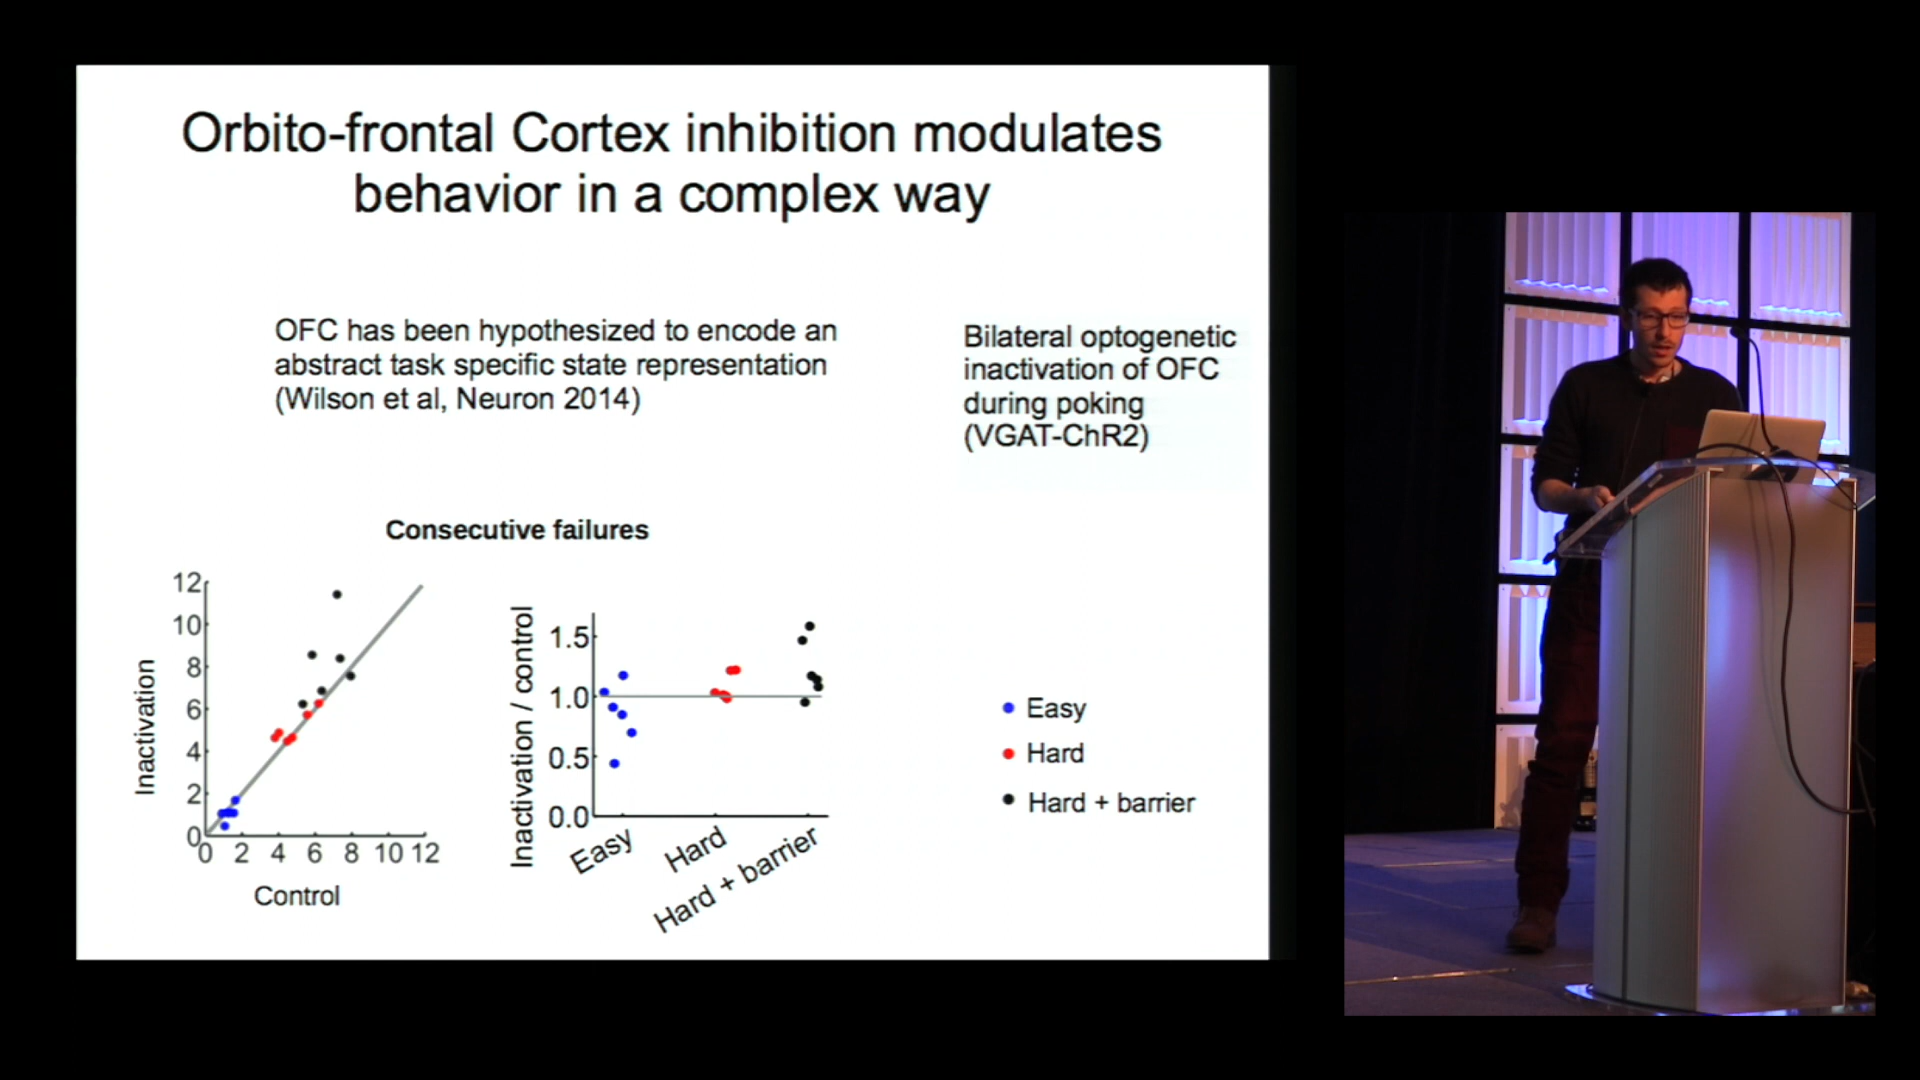 Orbito-frontal Cortex inhibition modulates
behavior in a complex way
OFC has been hypothesized to encode an
abstract task specific state representation
(Wilson et al, Neuron 2014)
Bilateral optogenetic
inactivation of OFC
during poking
(VGAT-ChR2)
Consecutive failures
Inactivation
12
10
8
6
4
2
0
0 2 4 6 8 10 12
Control
Inactivation / control
1.5
1.0
0.5
0.0
Easy
Hard
Hard + barrier
Easy
Hard
Hard + barrier